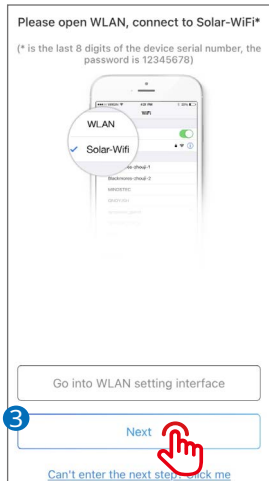 Please open WLAN, connect to Solar-WiFi*
(* is the last 8 digits of the device serial number, the
password is 12345678)
WiFi
WLAN
Solar-Wifi
Go into WLAN setting interface
3
Next
Can't enter the next step? Click me